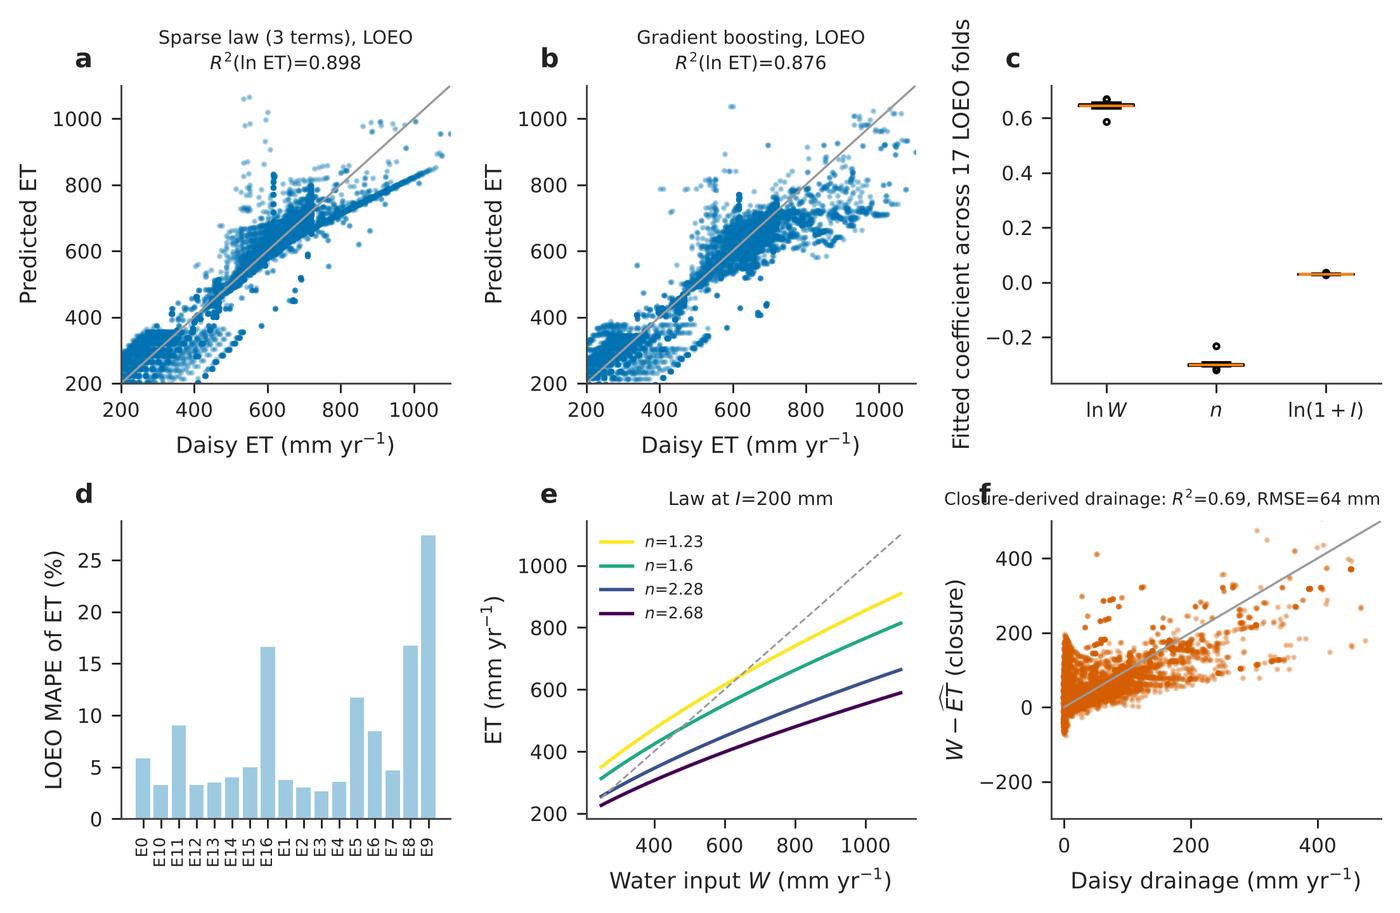 a
Sparse law (3 terms), LOEO
R²(ln ET)=0.898
Predicted ET
1000
800
600
400
200
200 400 600 800 1000
Daisy ET (mm yr⁻¹)
b
Gradient boosting, LOEO
R²(ln ET)=0.876
Predicted ET
1000
800
600
400
200
200 400 600 800 1000
Daisy ET (mm yr⁻¹)
c
Fitted coefficient across 17 LOEO folds
0.6
0.4
0.2
0.0
−0.2
ln W n ln(1 + I)
d
LOEO MAPE of ET (%)
25
20
15
10
5
0
E0 E10 E11 E12 E13 E14 E15 E16 E1 E2 E3 E4 E5 E6 E7 E8 E9
e
Law at I=200 mm
n=1.23
n=1.6
n=2.28
n=2.68
ET (mm yr⁻¹)
1000
800
600
400
200
400 600 800 1000
Water input W (mm yr⁻¹)
f
Closure-derived drainage: R²=0.69, RMSE=64 mm
W − E͡T (closure)
400
200
0
−200
0 200 400
Daisy drainage (mm yr⁻¹)